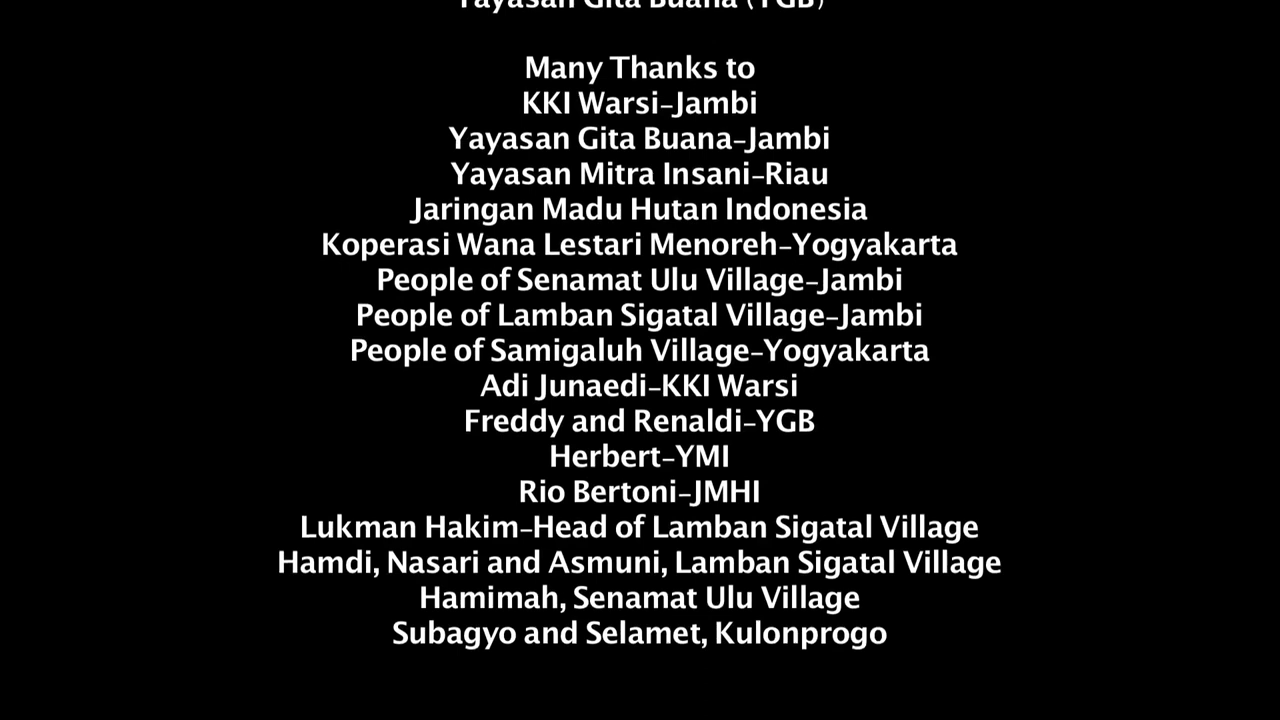 Yayasan Gita Buana (YGB)
Many Thanks to
KKI Warsi-Jambi
Yayasan Gita Buana-Jambi
Yayasan Mitra Insani-Riau
Jaringan Madu Hutan Indonesia
Koperasi Wana Lestari Menoreh-Yogyakarta
People of Senamat Ulu Village-Jambi
People of Lamban Sigatal Village-Jambi
People of Samigaluh Village-Yogyakarta
Adi Junaedi-KKI Warsi
Freddy and Renaldi-YGB
Herbert-YMI
Rio Bertoni-JMHI
Lukman Hakim-Head of Lamban Sigatal Village
Hamdi, Nasari and Asmuni, Lamban Sigatal Village
Hamimah, Senamat Ulu Village
Subagyo and Selamet, Kulonprogo